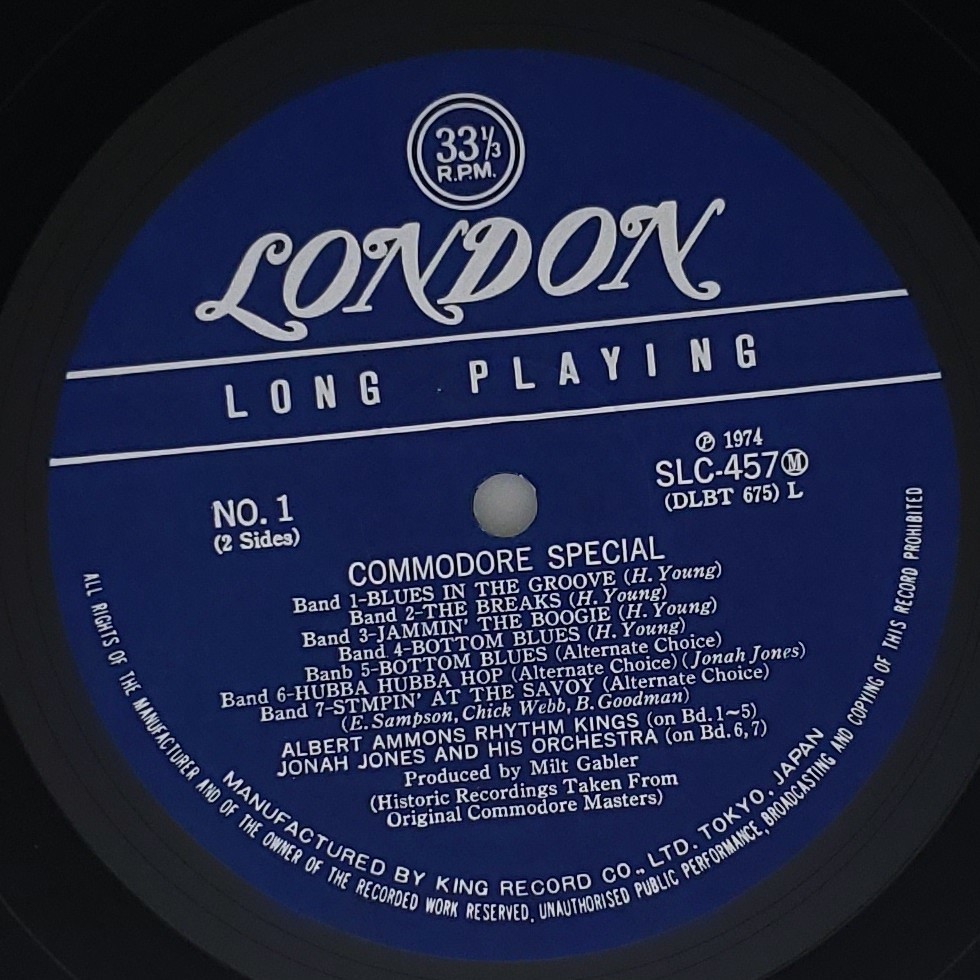 33 1/3
R.P.M.
LONDON
LONG PLAYING
Ⓟ 1974
SLC-457Ⓜ
(DLBT 675) L
NO. 1
(2 Sides)
COMMODORE SPECIAL
Band 1-BLUES IN THE GROOVE (H. Young)
Band 2-THE BREAKS (H. Young)
Band 3-JAMMIN' THE BOOGIE (H. Young)
Band 4-BOTTOM BLUES (H. Young)
Banb 5-BOTTOM BLUES (Alternate Choice)
Band 6-HUBBA HUBBA HOP (Alternate Choice) (Jonah Jones)
Band 7-STMPIN' AT THE SAVOY (Alternate Choice)
(E. Sampson, Chick Webb, B. Goodman)
ALBERT AMMONS RHYTHM KINGS (on Bd. 1~5)
JONAH JONES AND HIS ORCHESTRA (on Bd. 6, 7)
Produced by Milt Gabler
(Historic Recordings Taken From
Original Commodore Masters)
MANUFACTURED BY KING RECORD CO., LTD. TOKYO, JAPAN
ALL RIGHTS OF THE MANUFACTURER AND OF THE OWNER OF THE RECORDED WORK RESERVED, UNAUTHORISED PUBLIC PERFORMANCE, BROADCASTING AND COPYING OF THIS RECORD PROHIBITED